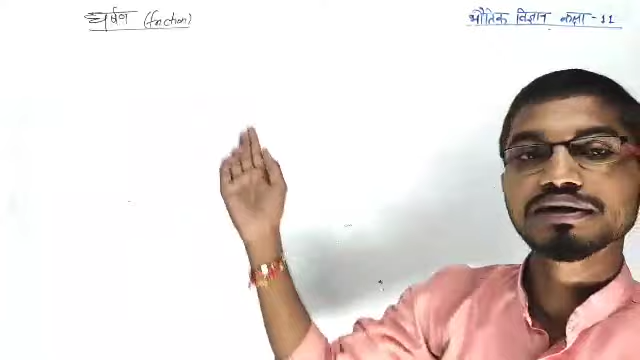 घर्षण (friction)
भौतिक विज्ञान कक्षा - 11